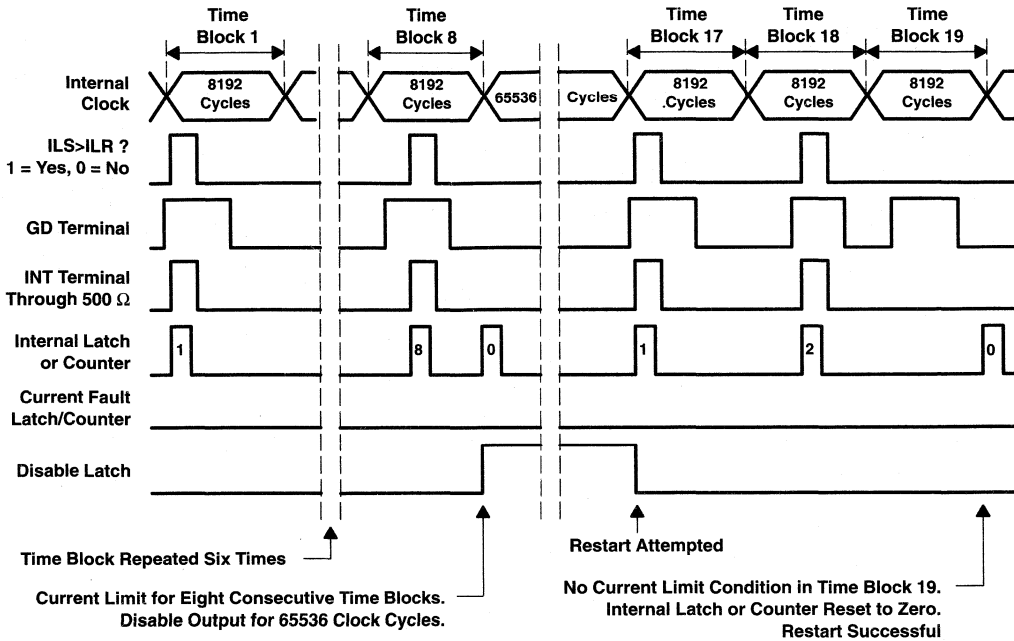 Time
Block 1
Time
Block 8
Time
Block 17
Time
Block 18
Time
Block 19
Internal
Clock
8192
Cycles
8192
Cycles
65536
Cycles
8192
.Cycles
8192
Cycles
8192
Cycles
ILS>ILR ?
1 = Yes, 0 = No
GD Terminal
INT Terminal
Through 500 Ω
Internal Latch
or Counter
1
8
0
1
2
0
Current Fault
Latch/Counter
Disable Latch
Time Block Repeated Six Times
Restart Attempted
Current Limit for Eight Consecutive Time Blocks.
Disable Output for 65536 Clock Cycles.
No Current Limit Condition in Time Block 19.
Internal Latch or Counter Reset to Zero.
Restart Successful